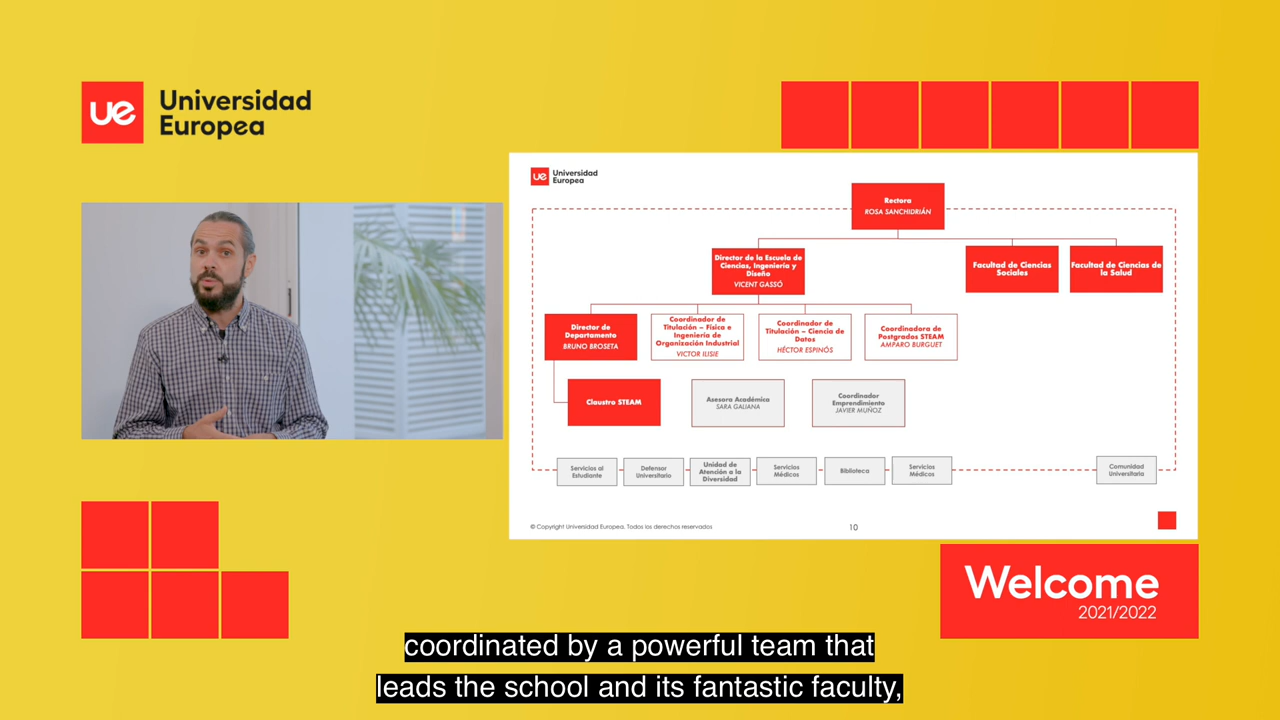 ue Universidad
Europea
ue Universidad
Europea
Rectora
ROSA SANCHIDRIÁN
Director de la Escuela de
Ciencias, Ingeniería y
Diseño
VICENT GASSÓ
Facultad de Ciencias
Sociales
Facultad de Ciencias de
la Salud
Director de
Departamento
BRUNO BROSETA
Coordinador de
Titulación – Física e
Ingeniería de
Organización Industrial
VICTOR ILISIE
Coordinador de
Titulación – Ciencia de
Datos
HÉCTOR ESPINÓS
Coordinadora de
Postgrados STEAM
AMPARO BURGUET
Claustro STEAM
Asesora Académica
SARA GALIANA
Coordinador
Emprendimiento
JAVIER MUÑOZ
Servicios al
Estudiante
Defensor
Universitario
Unidad de
Atención a la
Diversidad
Servicios
Médicos
Biblioteca
Servicios
Médicos
Comunidad
Universitaria
© Copyright Universidad Europea. Todos los derechos reservados
10
Welcome
2021/2022
coordinated by a powerful team that
leads the school and its fantastic faculty,